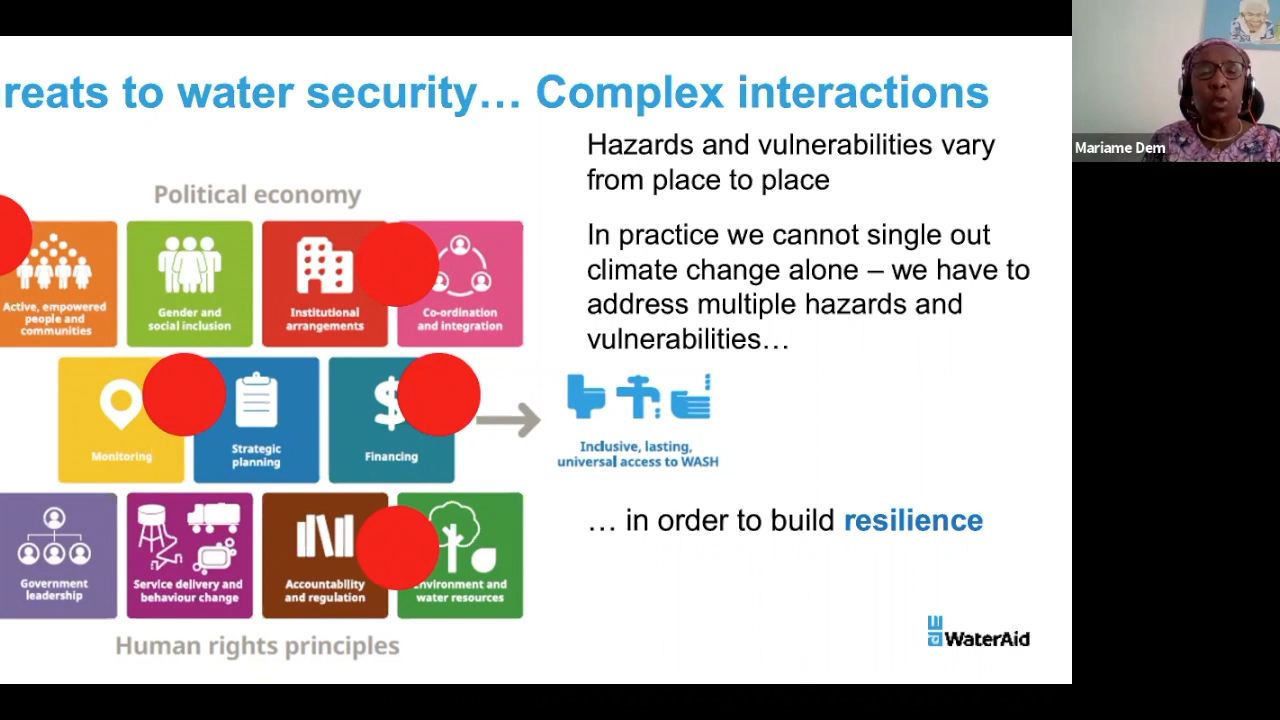 reats to water security… Complex interactions
Mariame Dem
Hazards and vulnerabilities vary
from place to place
In practice we cannot single out
climate change alone – we have to
address multiple hazards and
vulnerabilities…
Political economy
Active, empowered
people and
communities
Gender and
social inclusion
Institutional
arrangements
Co-ordination
and integration
Monitoring
Strategic
planning
Financing
Inclusive, lasting,
universal access to WASH
Government
leadership
Service delivery and
behaviour change
Accountability
and regulation
nvironment and
water resources
Human rights principles
… in order to build resilience
WaterAid